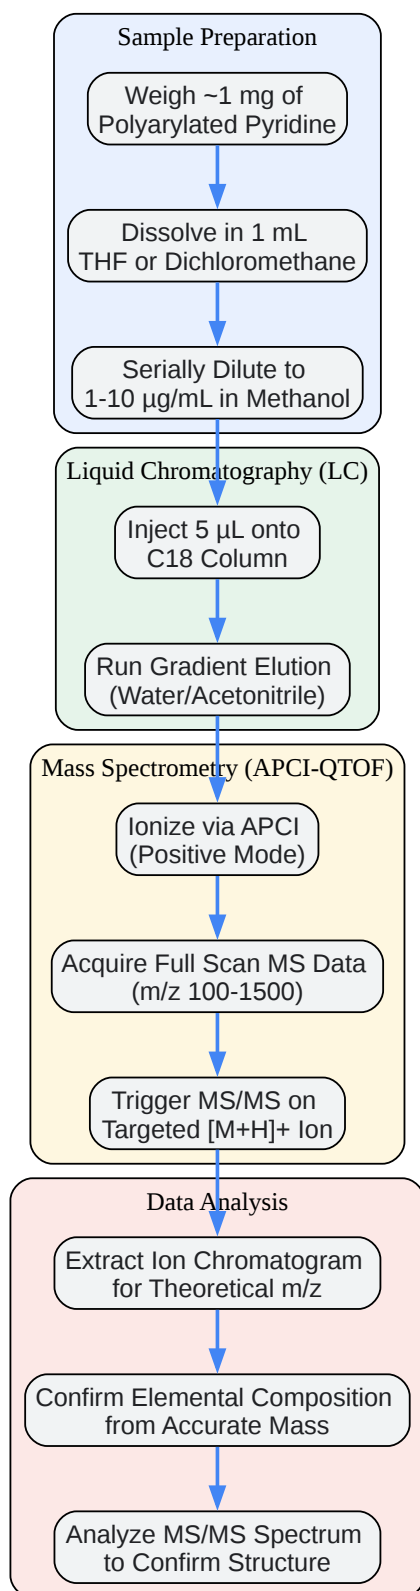 Sample Preparation
Weigh ~1 mg of
Polyarylated Pyridine
Dissolve in 1 mL
THF or Dichloromethane
Serially Dilute to
1-10 µg/mL in Methanol
Liquid Chromatography (LC)
Inject 5 µL onto
C18 Column
Run Gradient Elution
(Water/Acetonitrile)
Mass Spectrometry (APCI-QTOF)
Ionize via APCI
(Positive Mode)
Acquire Full Scan MS Data
(m/z 100-1500)
Trigger MS/MS on
Targeted [M+H]+ Ion
Data Analysis
Extract Ion Chromatogram
for Theoretical m/z
Confirm Elemental Composition
from Accurate Mass
Analyze MS/MS Spectrum
to Confirm Structure